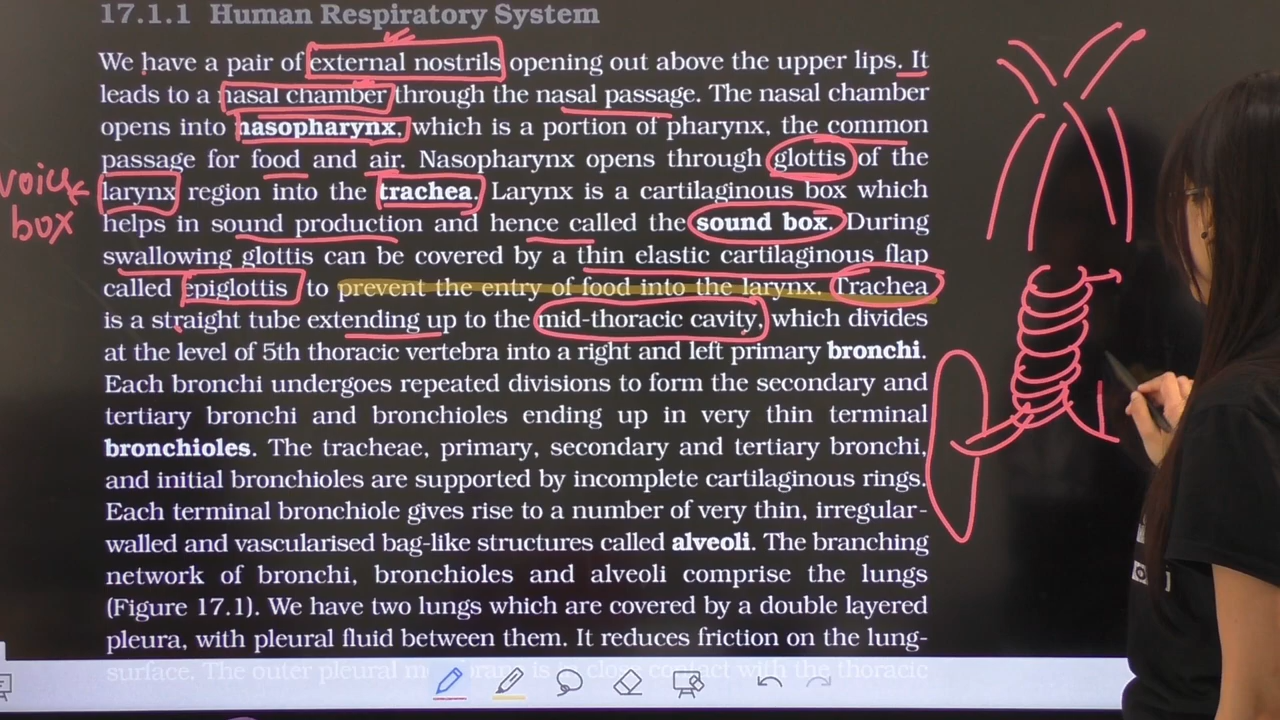 17.1.1 Human Respiratory System
We have a pair of external nostrils opening out above the upper lips. It
leads to a nasal chamber through the nasal passage. The nasal chamber
opens into nasopharynx, which is a portion of pharynx, the common
passage for food and air. Nasopharynx opens through glottis of the
voice
larynx region into the trachea. Larynx is a cartilaginous box which
box
helps in sound production and hence called the sound box. During
swallowing glottis can be covered by a thin elastic cartilaginous flap
called epiglottis to prevent the entry of food into the larynx. Trachea
is a straight tube extending up to the mid-thoracic cavity, which divides
at the level of 5th thoracic vertebra into a right and left primary bronchi.
Each bronchi undergoes repeated divisions to form the secondary and
tertiary bronchi and bronchioles ending up in very thin terminal
bronchioles. The tracheae, primary, secondary and tertiary bronchi,
and initial bronchioles are supported by incomplete cartilaginous rings.
Each terminal bronchiole gives rise to a number of very thin, irregular-
walled and vascularised bag-like structures called alveoli. The branching
network of bronchi, bronchioles and alveoli comprise the lungs
(Figure 17.1). We have two lungs which are covered by a double layered
pleura, with pleural fluid between them. It reduces friction on the lung-
surface. The outer pleural is in close contact with the thoracic